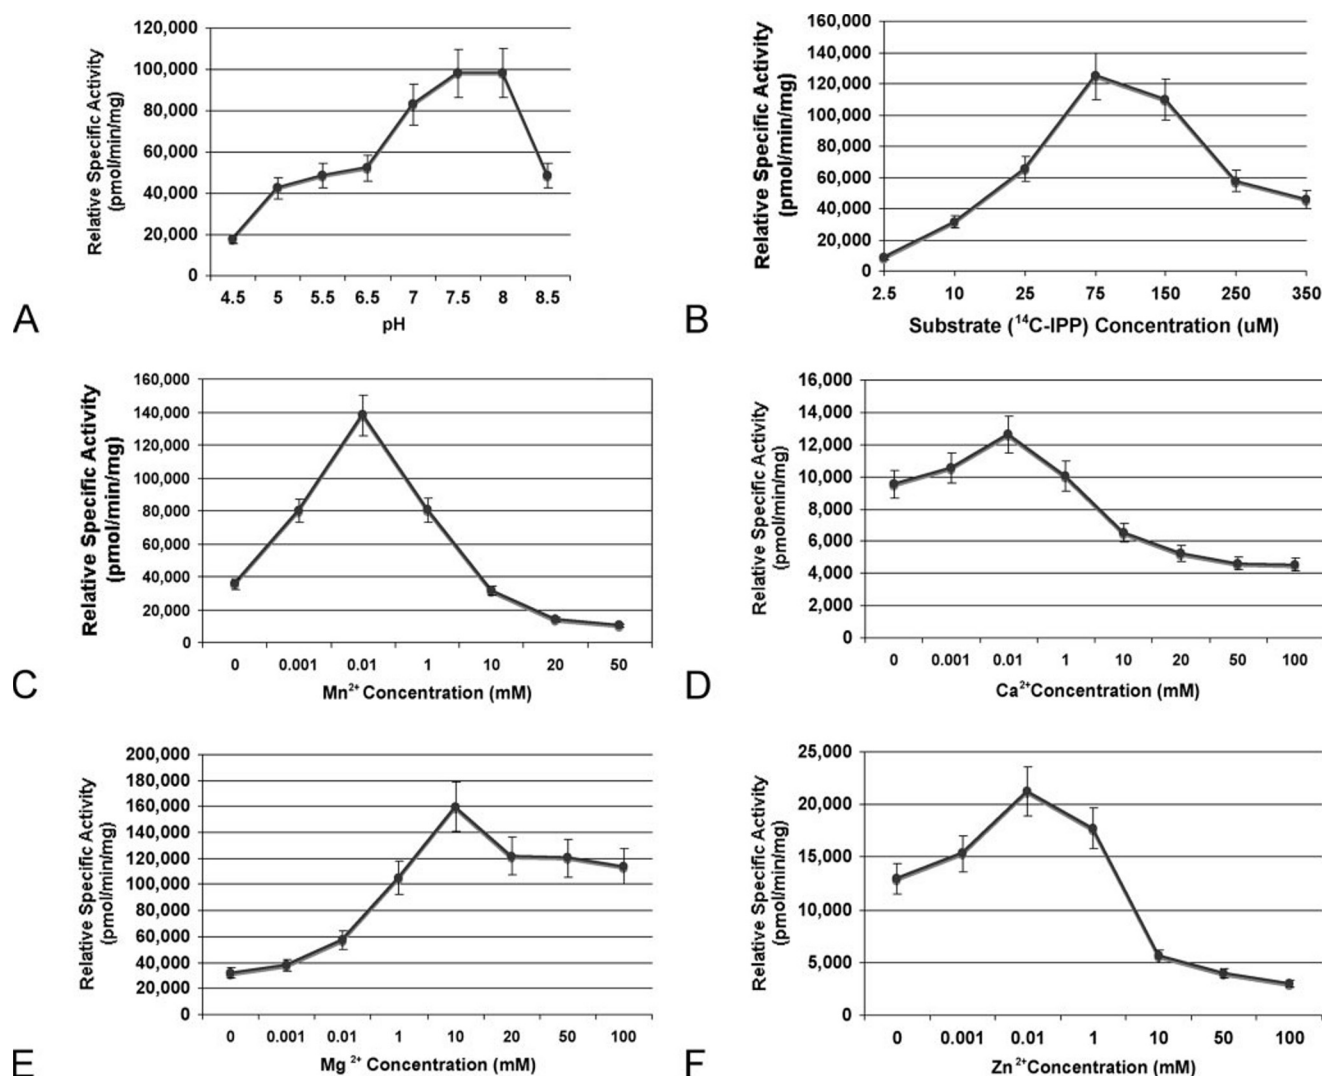 A
Relative Specific Activity
(pmol/min/mg)
120,000
100,000
80,000
60,000
40,000
20,000
0
4.5 5 5.5 6.5 7 7.5 8 8.5
pH
B
Relative Specific Activity
(pmol/min/mg)
160,000
140,000
120,000
100,000
80,000
60,000
40,000
20,000
0
2.5 10 25 75 150 250 350
Substrate (¹⁴C-IPP) Concentration (uM)
C
Relative Specific Activity
(pmol/min/mg)
160,000
140,000
120,000
100,000
80,000
60,000
40,000
20,000
0
0 0.001 0.01 1 10 20 50
Mn²⁺ Concentration (mM)
D
Relative Specific Activity
(pmol/min/mg)
16,000
14,000
12,000
10,000
8,000
6,000
4,000
2,000
0
0 0.001 0.01 1 10 20 50 100
Ca²⁺Concentration (mM)
E
Relative Specific Activity
(pmol/min/mg)
200,000
180,000
160,000
140,000
120,000
100,000
80,000
60,000
40,000
20,000
0
0 0.001 0.01 1 10 20 50 100
Mg ²⁺ Concentration (mM)
F
Relative Specific Activity
(pmol/min/mg)
25,000
20,000
15,000
10,000
5,000
0
0 0.001 0.01 1 10 50 100
Zn ²⁺Concentration (mM)